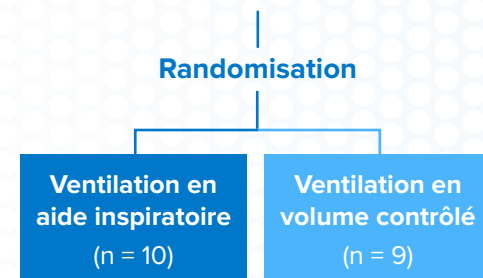 Randomisation
Ventilation en
aide inspiratoire
(n = 10)
Ventilation en
volume contrôlé
(n = 9)